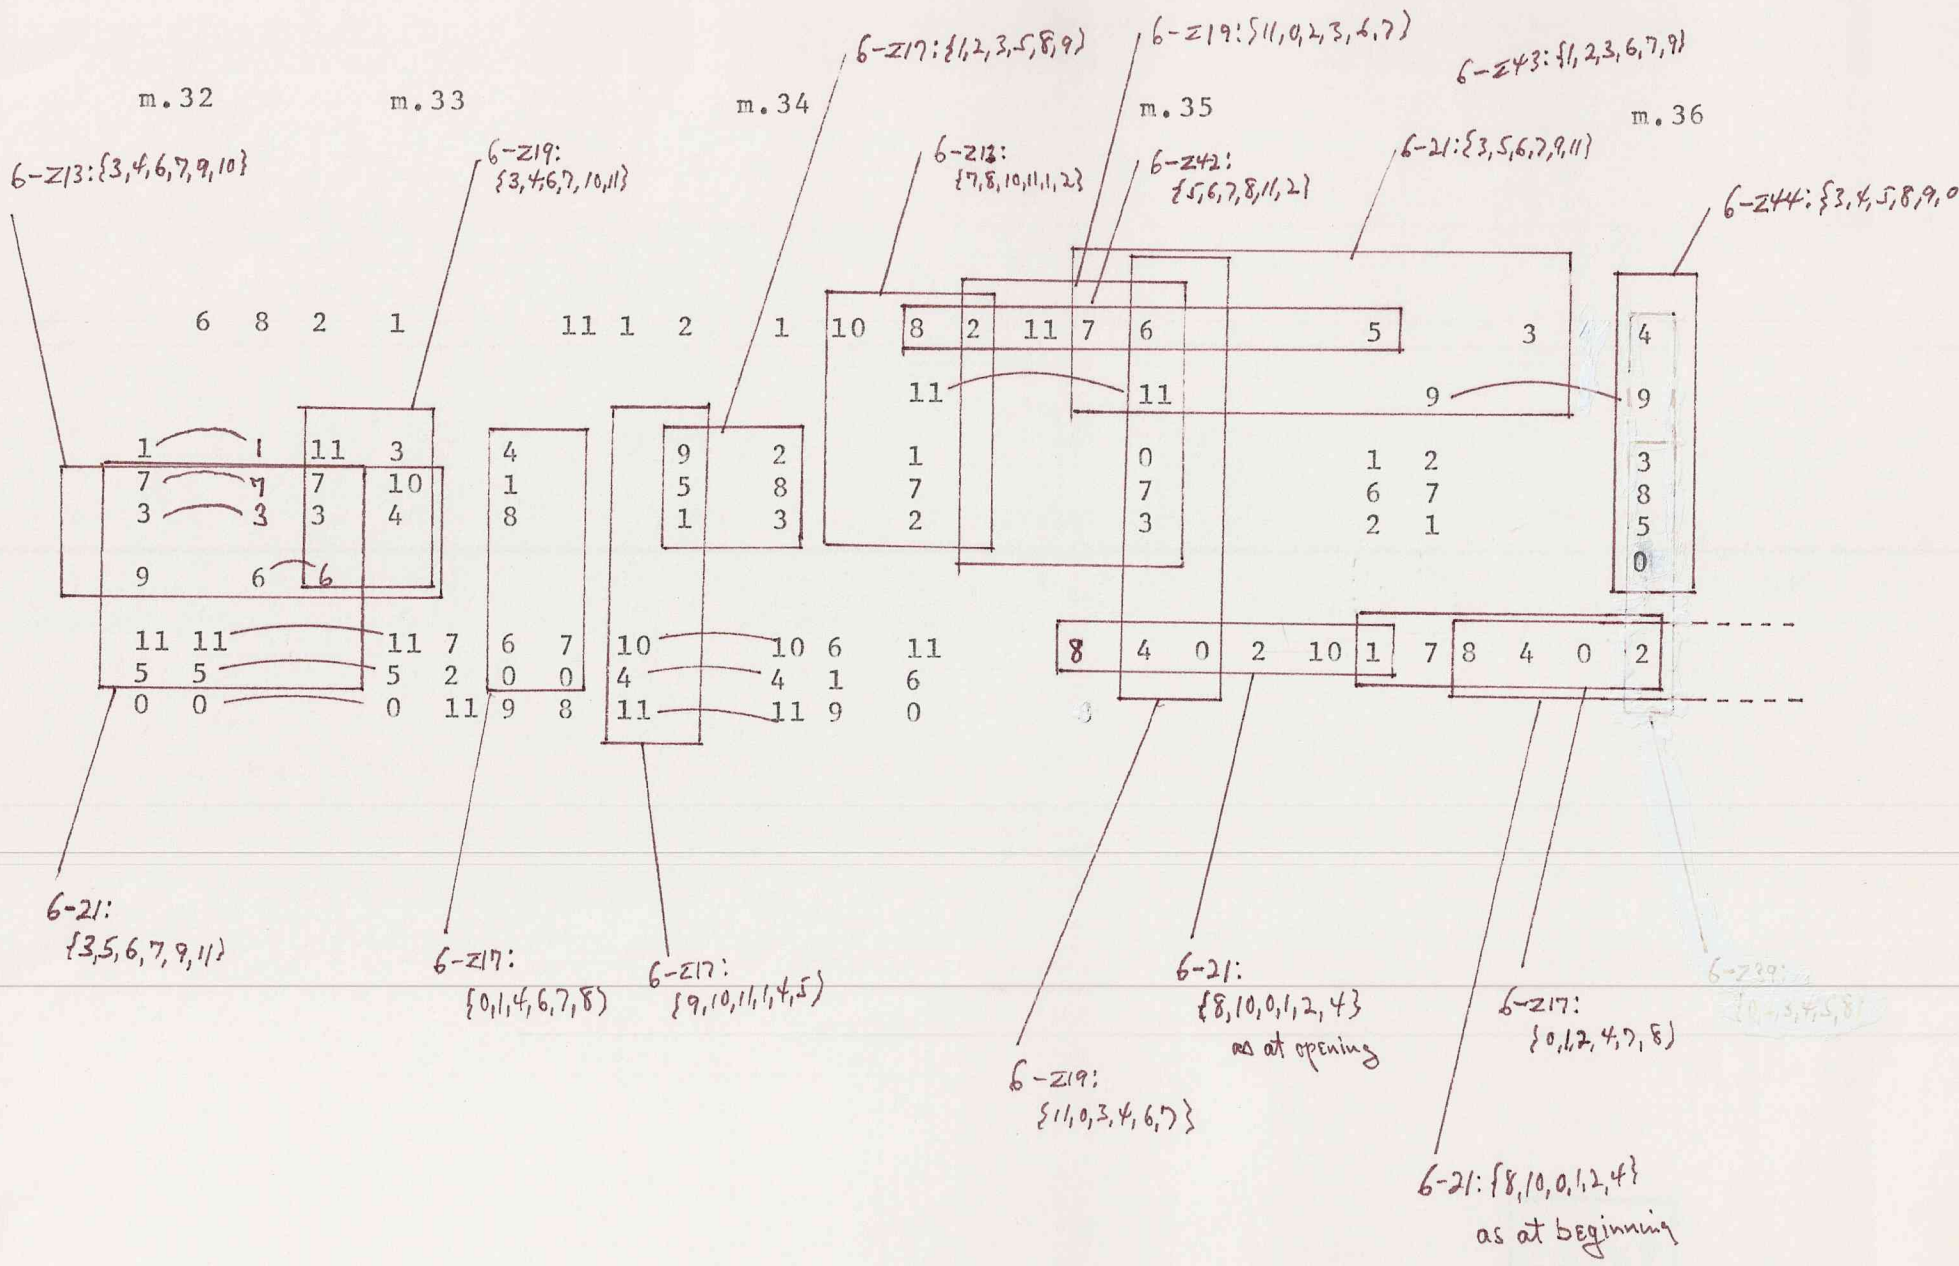 6-Z17:{1,2,3,5,8,9}
6-Z19:{11,0,2,3,6,7}
6-Z43:{1,2,3,6,7,9}
m.32 m.33 m.34 m.35 m.36
6-Z13:{3,4,6,7,9,10}
6-Z19:
{3,4,6,7,10,11}
6-Z13:
{7,8,10,11,1,2}
6-Z42:
{5,6,7,8,11,2}
6-21:{3,5,6,7,9,11}
6-Z44:{3,4,5,8,9,0
6 8 2 1 11 1 2 1 10 8 2 11 7 6 5 3 4
11 11 9 9
1 1 11 3 4 9 2 1 0 1 2 3
7 7 7 10 1 5 8 7 7 6 7 8
3 3 3 4 8 1 3 2 3 2 1 5
9 6 6 0
11 11 11 7 6 7 10 10 6 11 8 4 0 2 10 1 7 8 4 0 2
5 5 5 2 0 0 4 4 1 6
0 0 0 11 9 8 11 11 9 0
6-21:
{3,5,6,7,9,11}
6-Z17:
{0,1,4,6,7,8}
6-Z17:
{9,10,11,1,4,5}
6-21:
{8,10,0,1,2,4}
as at opening
6-Z17:
{0,1,2,4,7,8}
6-Z19:
{11,0,3,4,6,7}
6-21:{8,10,0,1,2,4}
as at beginning